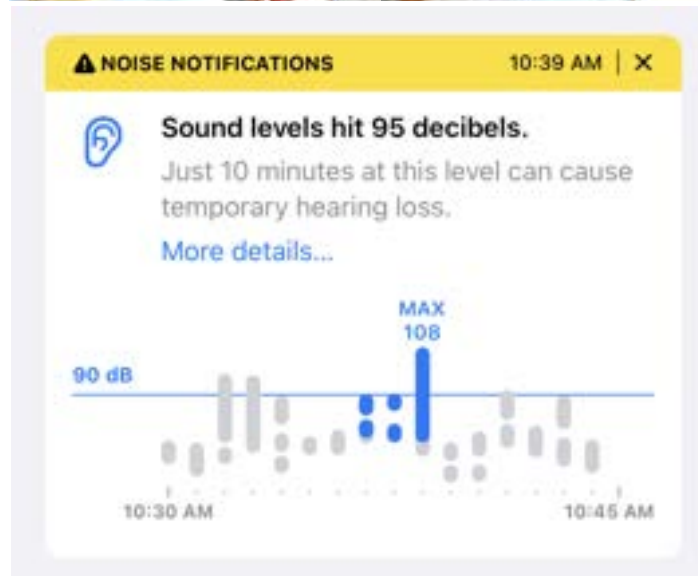 NOISE NOTIFICATIONS 10:39 AM | ×
Sound levels hit 95 decibels.
Just 10 minutes at this level can cause
temporary hearing loss.
More details...
MAX
108
90 dB
10:30 AM 10:45 AM